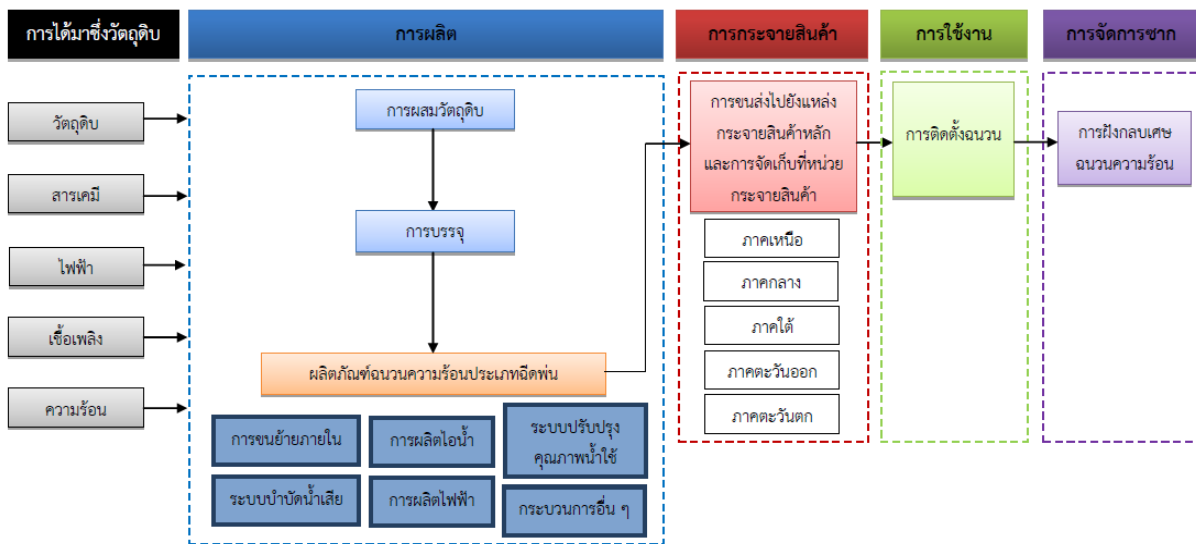 การได้มาซึ่งวัตถุดิบ
การผลิต
การกระจายสินค้า
การใช้งาน
การจัดการซาก
วัตถุดิบ
สารเคมี
ไฟฟ้า
เชื้อเพลิง
ความร้อน
การผสมวัตถุดิบ
การบรรจุ
ผลิตภัณฑ์ฉนวนความร้อนประเภทฉีดพ่น
การขนย้ายภายใน
การผลิตไอน้ำ
ระบบปรับปรุง
คุณภาพน้ำใช้
ระบบบำบัดน้ำเสีย
การผลิตไฟฟ้า
กระบวนการอื่น ๆ
การขนส่งไปยังแหล่ง
กระจายสินค้าหลัก
และการจัดเก็บที่หน่วย
กระจายสินค้า
ภาคเหนือ
ภาคกลาง
ภาคใต้
ภาคตะวันออก
ภาคตะวันตก
การติดตั้งฉนวน
การฝังกลบเศษ
ฉนวนความร้อน